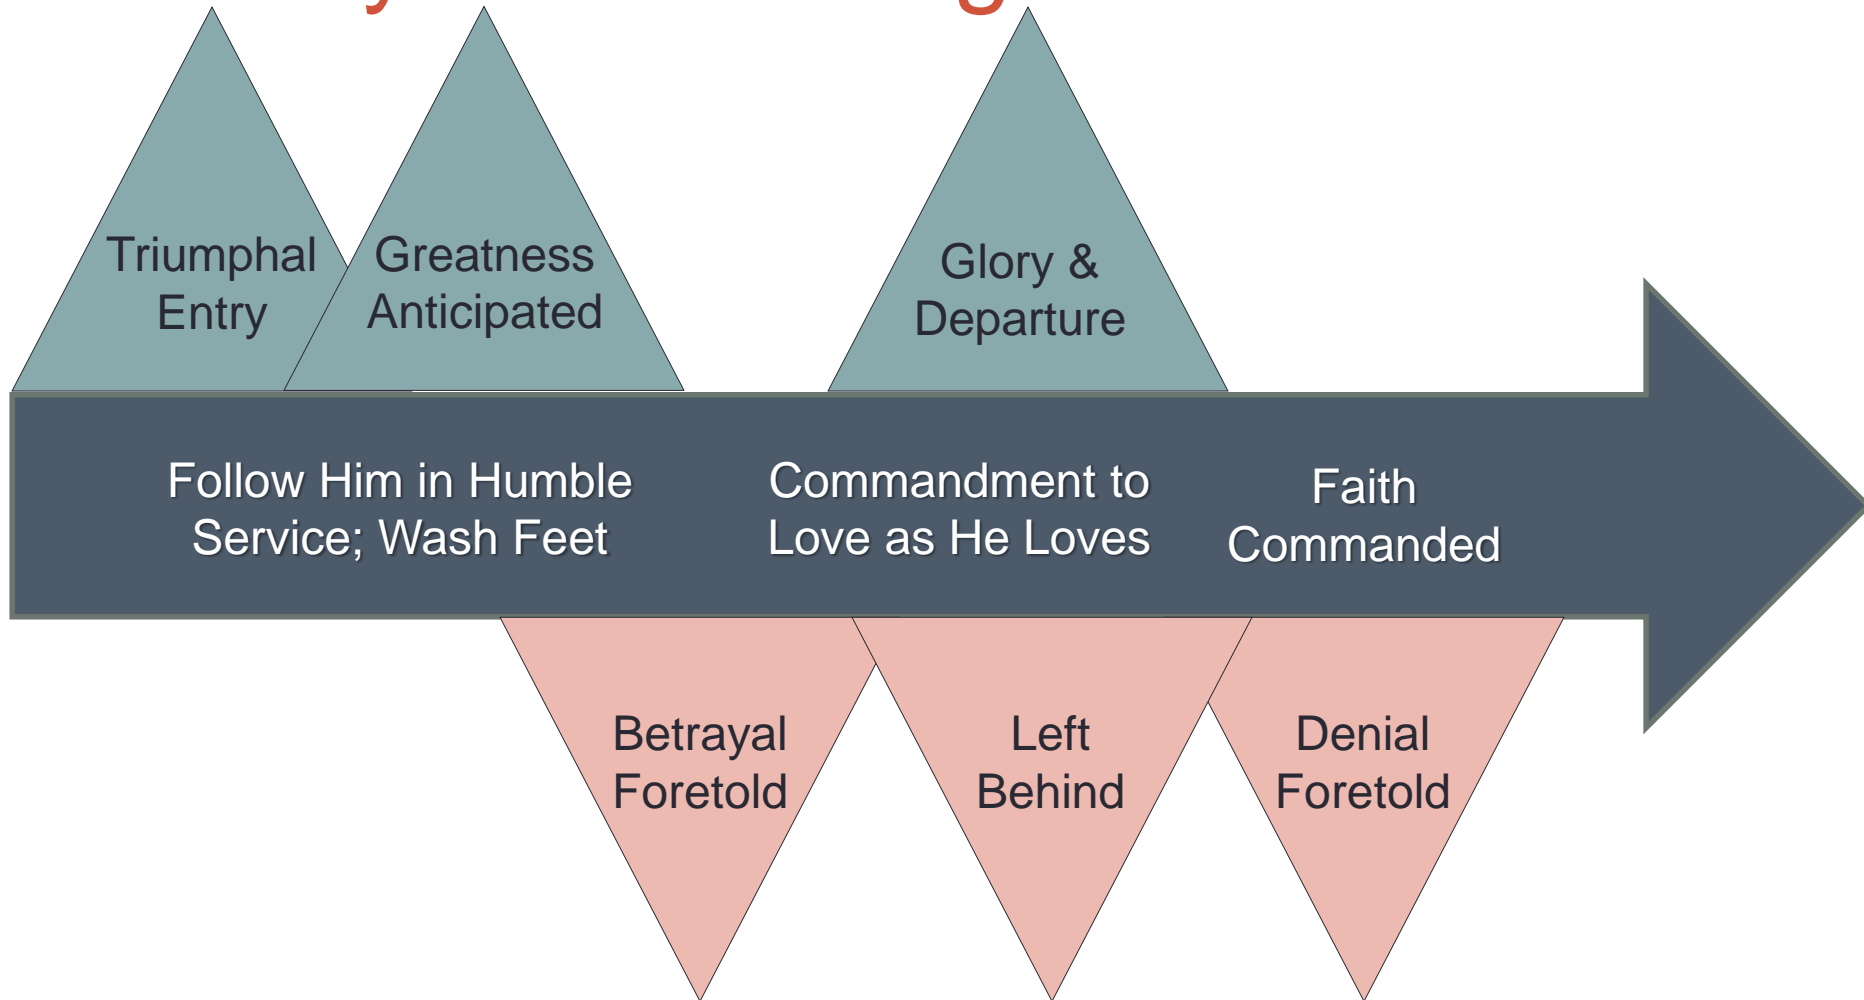 Triumphal
Entry
Greatness
Anticipated
Glory &
Departure
Follow Him in Humble
Service; Wash Feet
Commandment to
Love as He Loves
Faith
Commanded
Betrayal
Foretold
Left
Behind
Denial
Foretold